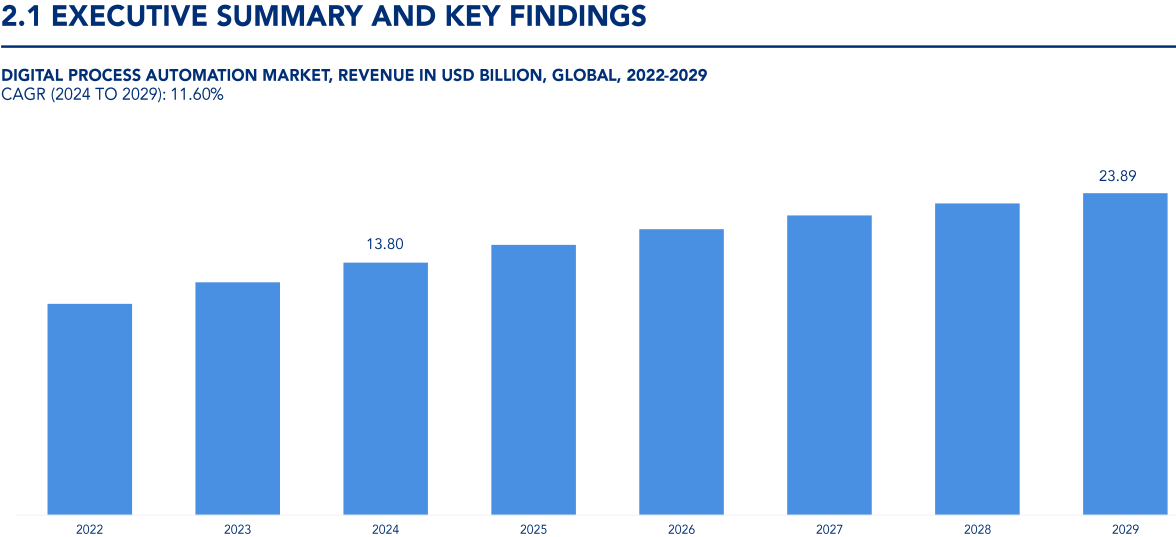 2.1 EXECUTIVE SUMMARY AND KEY FINDINGS
DIGITAL PROCESS AUTOMATION MARKET, REVENUE IN USD BILLION, GLOBAL, 2022-2029
CAGR (2024 TO 2029): 11.60%
23.89
13.80
2022 2023 2024 2025 2026 2027 2028 2029